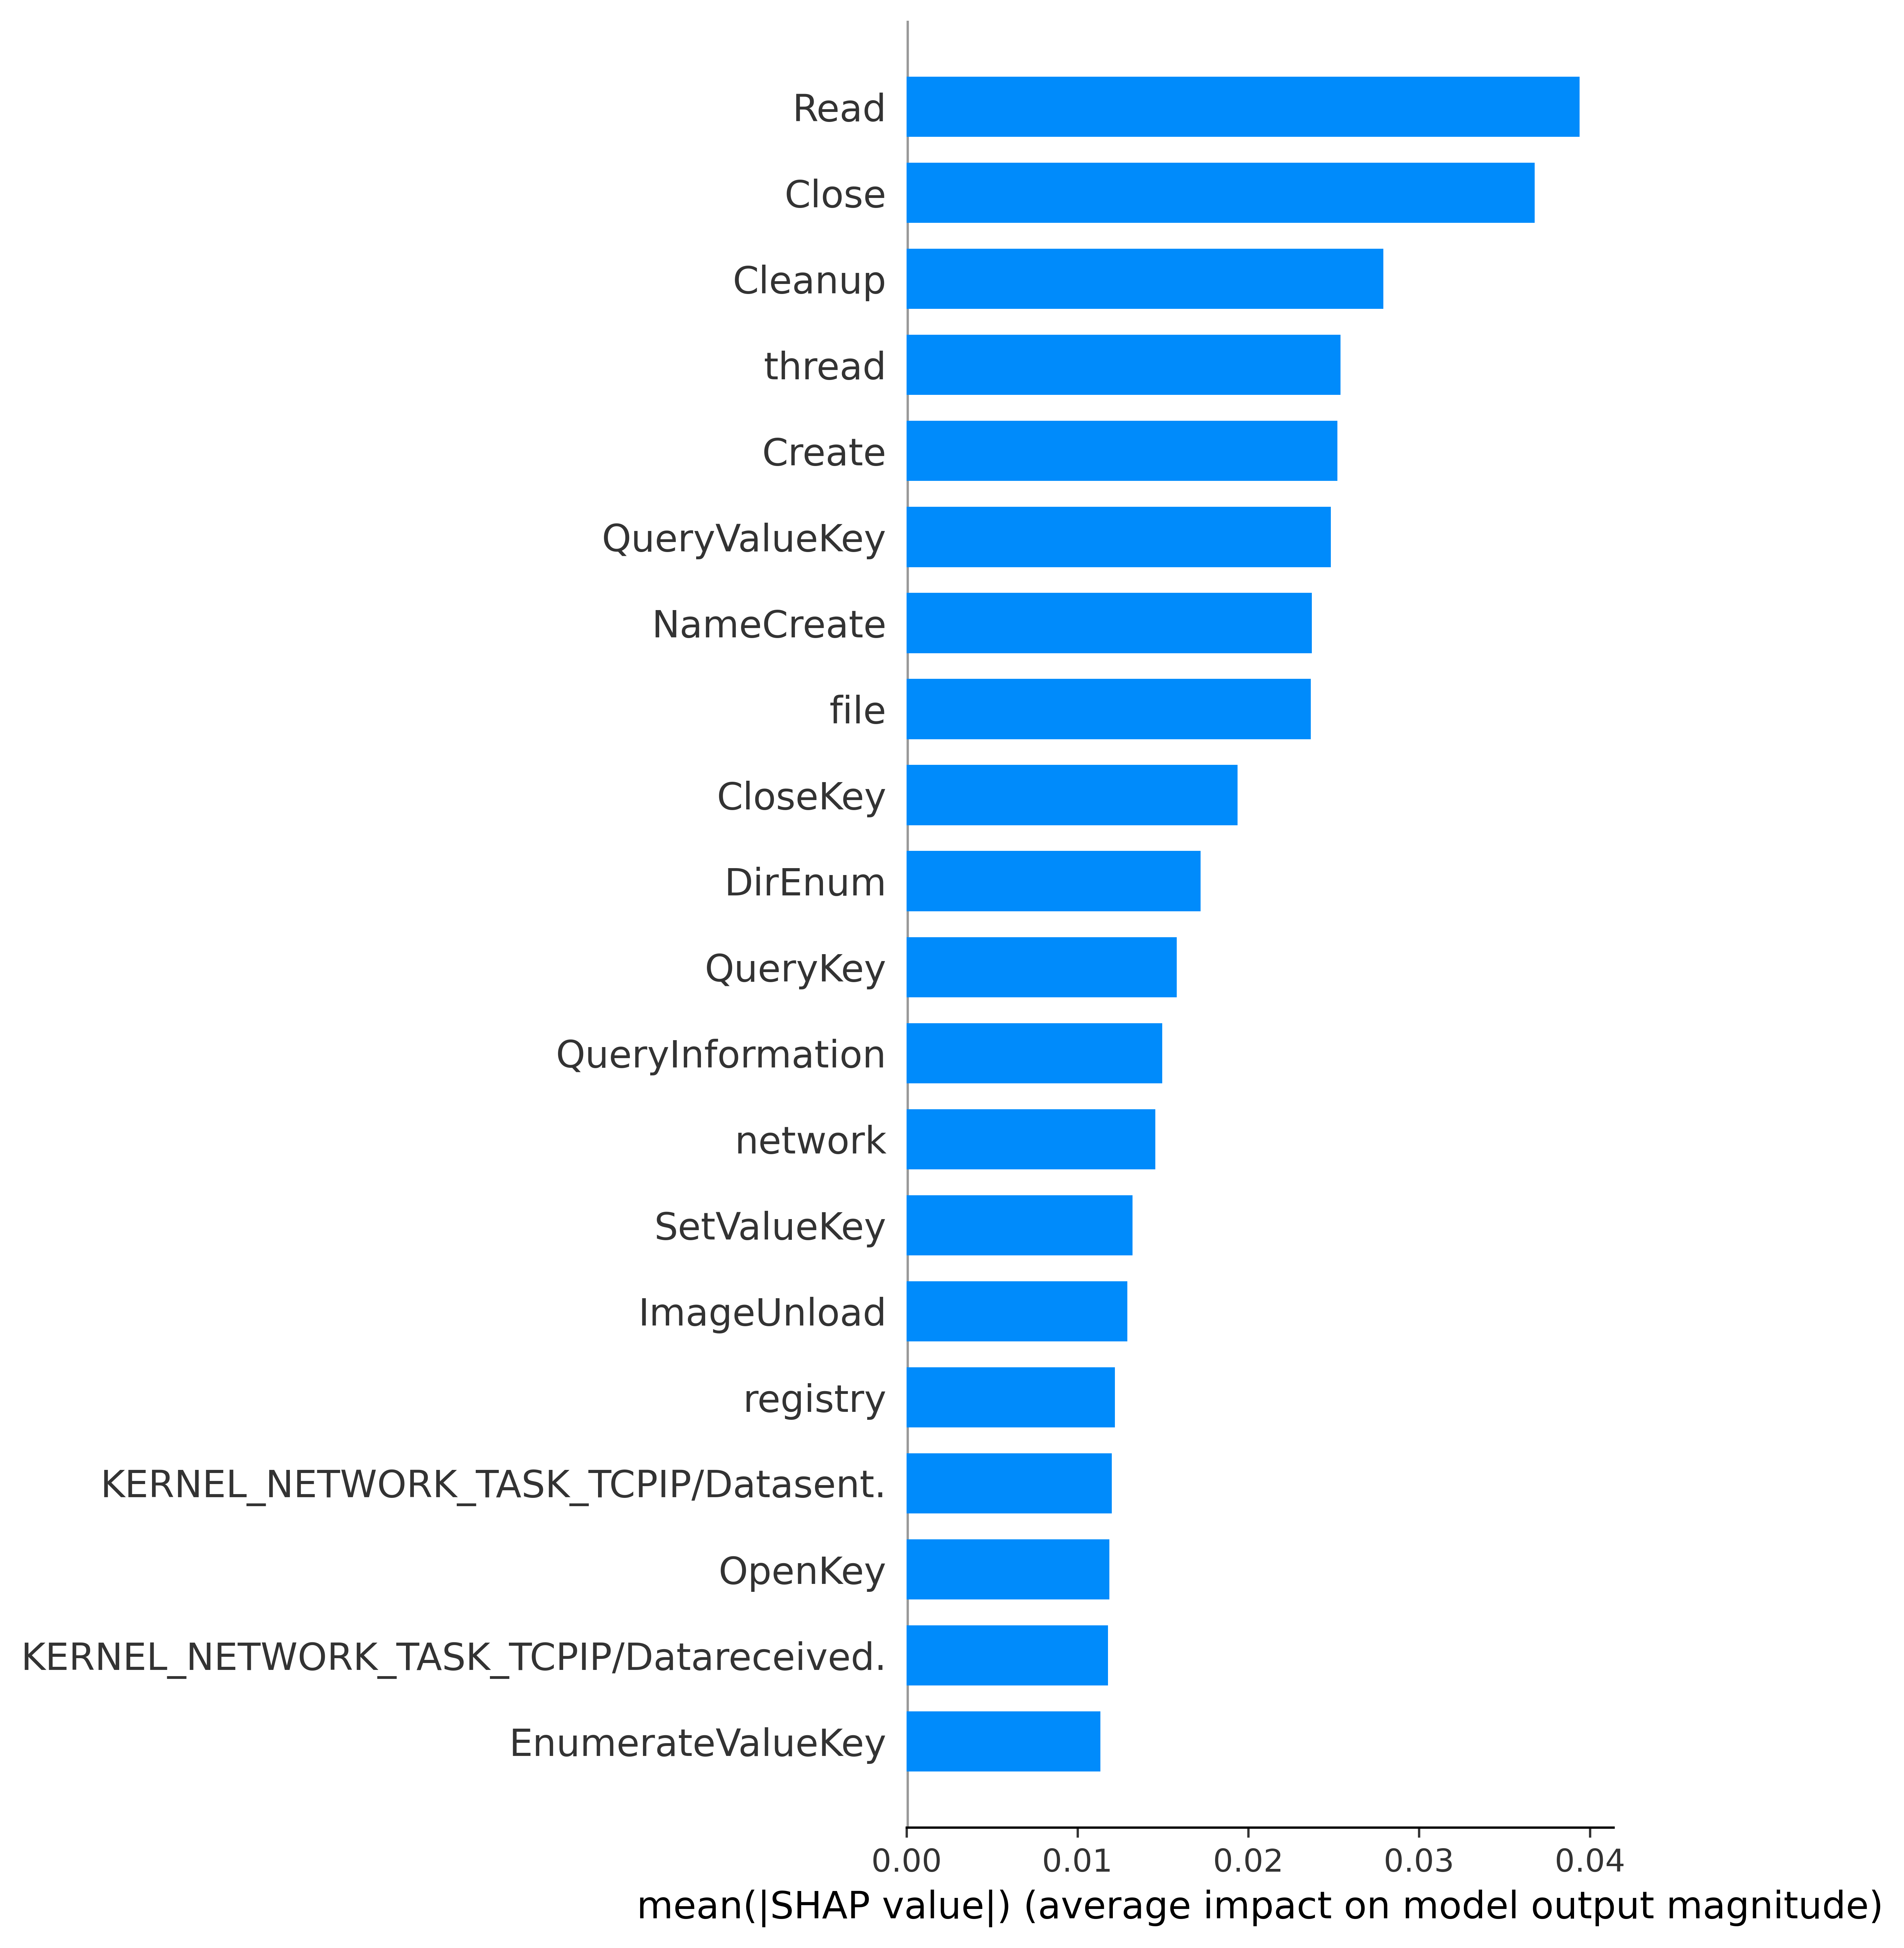 Read
Close
Cleanup
thread
Create
QueryValueKey
NameCreate
file
CloseKey
DirEnum
QueryKey
QueryInformation
network
SetValueKey
ImageUnload
registry
KERNEL_NETWORK_TASK_TCPIP/Datasent.
OpenKey
KERNEL_NETWORK_TASK_TCPIP/Datareceived.
EnumerateValueKey
0.00 0.01 0.02 0.03 0.04
mean(|SHAP value|) (average impact on model output magnitude)